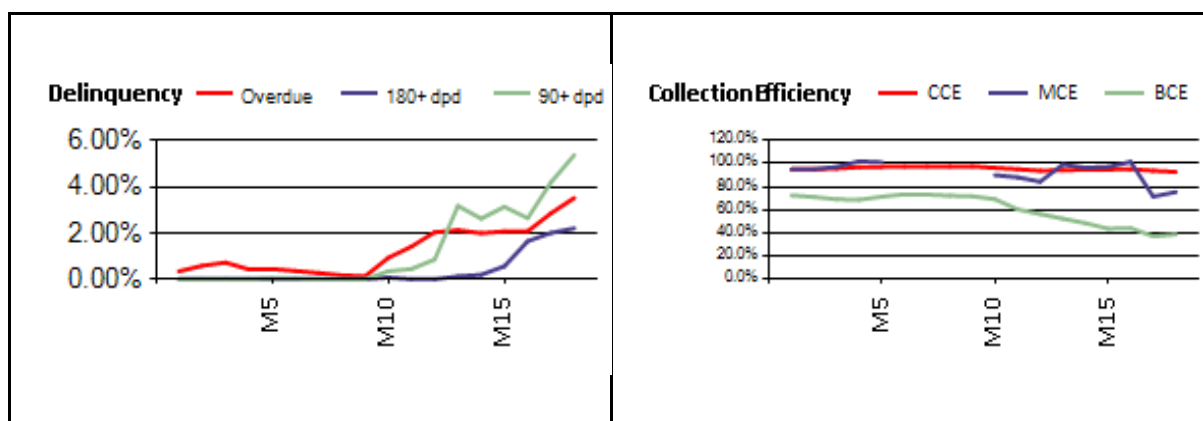 Delinquency Overdue 180+ dpd 90+ dpd
6.00%
4.00%
2.00%
0.00%
M5
M10
M15
Collection Efficiency CCE MCE BCE
120.0%
100.0%
80.0%
60.0%
40.0%
20.0%
0.0%
M5
M10
M15